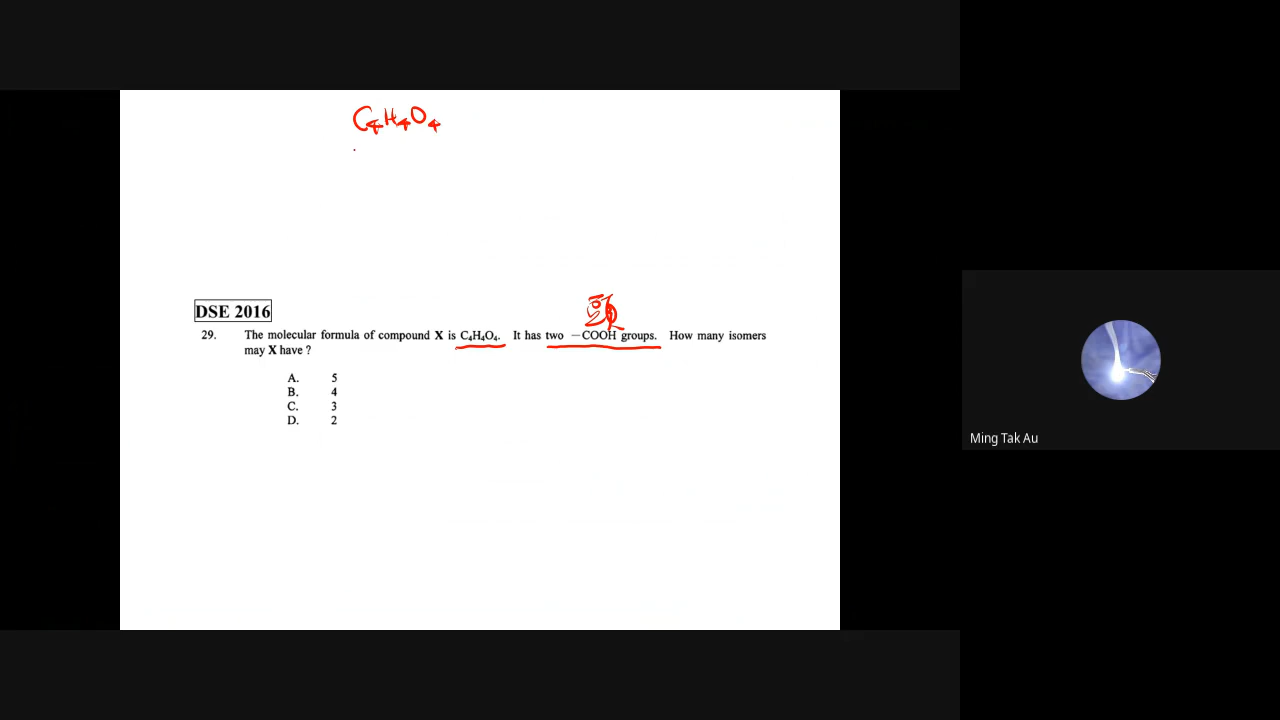 C₄H₄O₄
DSE 2016
頭
29. The molecular formula of compound X is C₄H₄O₄. It has two —COOH groups. How many isomers
may X have ?
A. 5
B. 4
C. 3
D. 2
Ming Tak Au